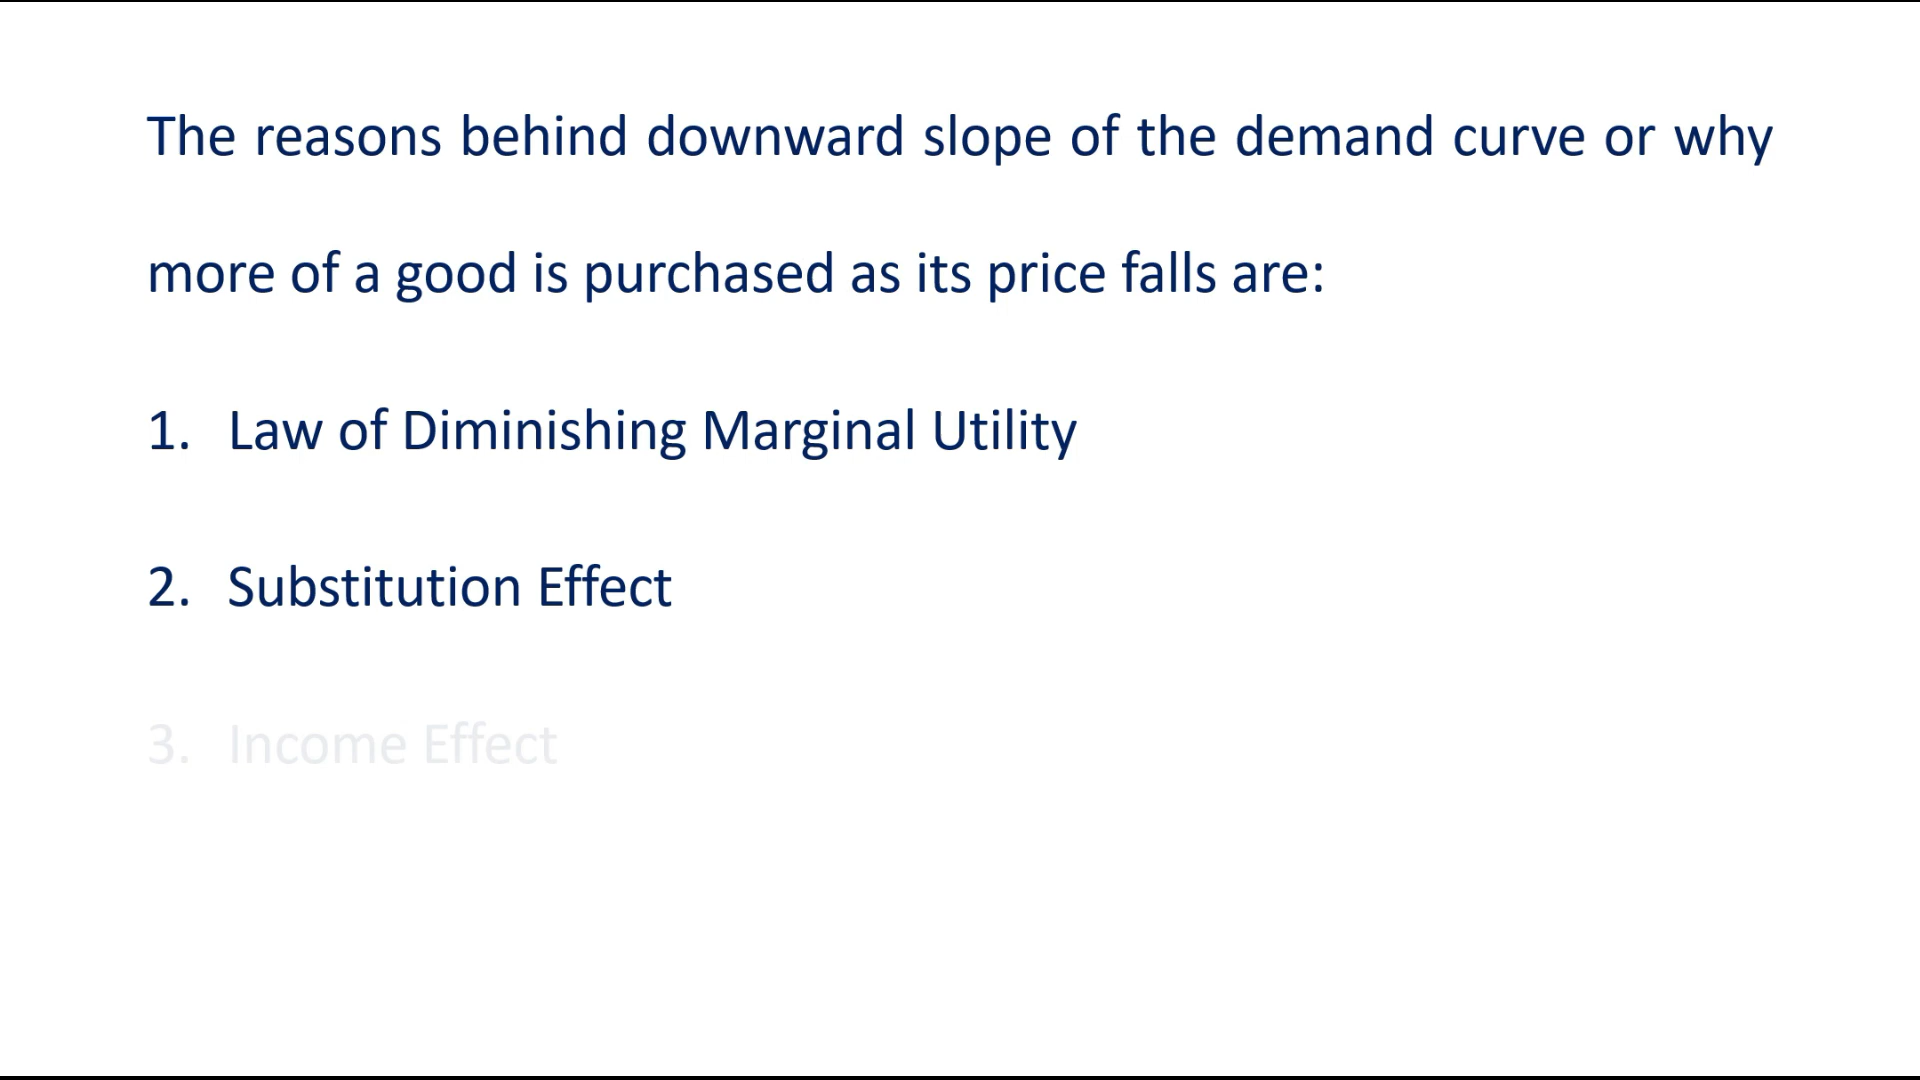 The reasons behind downward slope of the demand curve or why
more of a good is purchased as its price falls are:
1. Law of Diminishing Marginal Utility
2. Substitution Effect
3. Income Effect